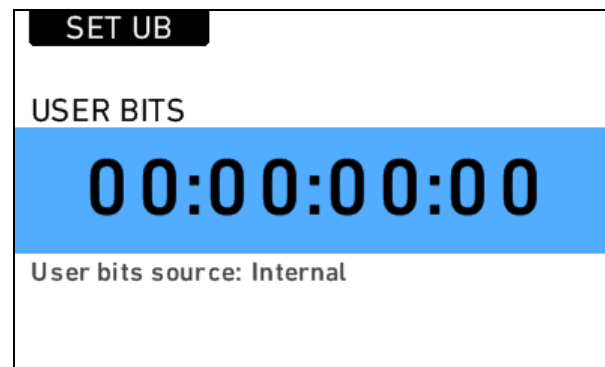 SET UB
USER BITS
00:00:00:00
User bits source: Internal